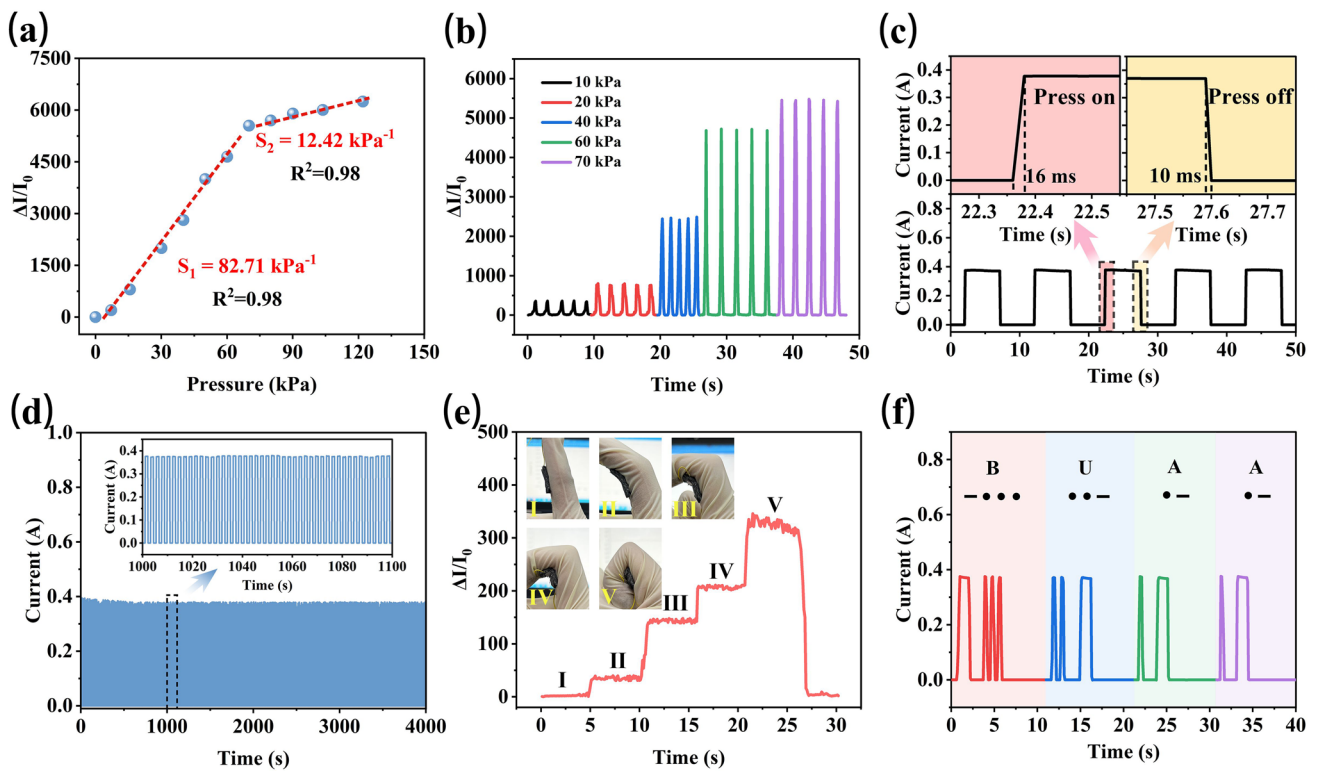 (a)
7500
6000
4500
3000
1500
0
ΔI/I₀
S₂ = 12.42 kPa⁻¹
R²=0.98
S₁ = 82.71 kPa⁻¹
R²=0.98
0 30 60 90 120 150
Pressure (kPa)
(b)
6000
5000
4000
3000
2000
1000
0
ΔI/I₀
10 kPa
20 kPa
40 kPa
60 kPa
70 kPa
0 10 20 30 40 50
Time (s)
(c)
0.4
0.3
0.2
0.1
0.0
Current (A)
Press on
16 ms
22.3 22.4 22.5
Time (s)
Press off
10 ms
27.5 27.6 27.7
Time (s)
0.8
0.6
0.4
0.2
0.0
Current (A)
0 10 20 30 40 50
Time (s)
(d)
1.0
0.8
0.6
0.4
0.2
0.0
Current (A)
0.4
0.3
0.2
0.1
0.0
Current (A)
1000 1020 1040 1060 1080 1100
Time (s)
0 1000 2000 3000 4000
Time (s)
(e)
500
400
300
200
100
0
ΔI/I₀
I II III
IV V
I
II
III
IV
V
0 5 10 15 20 25 30
Time (s)
(f)
0.8
0.6
0.4
0.2
0.0
Current (A)
B U A A
0 5 10 15 20 25 30 35 40
Time (s)